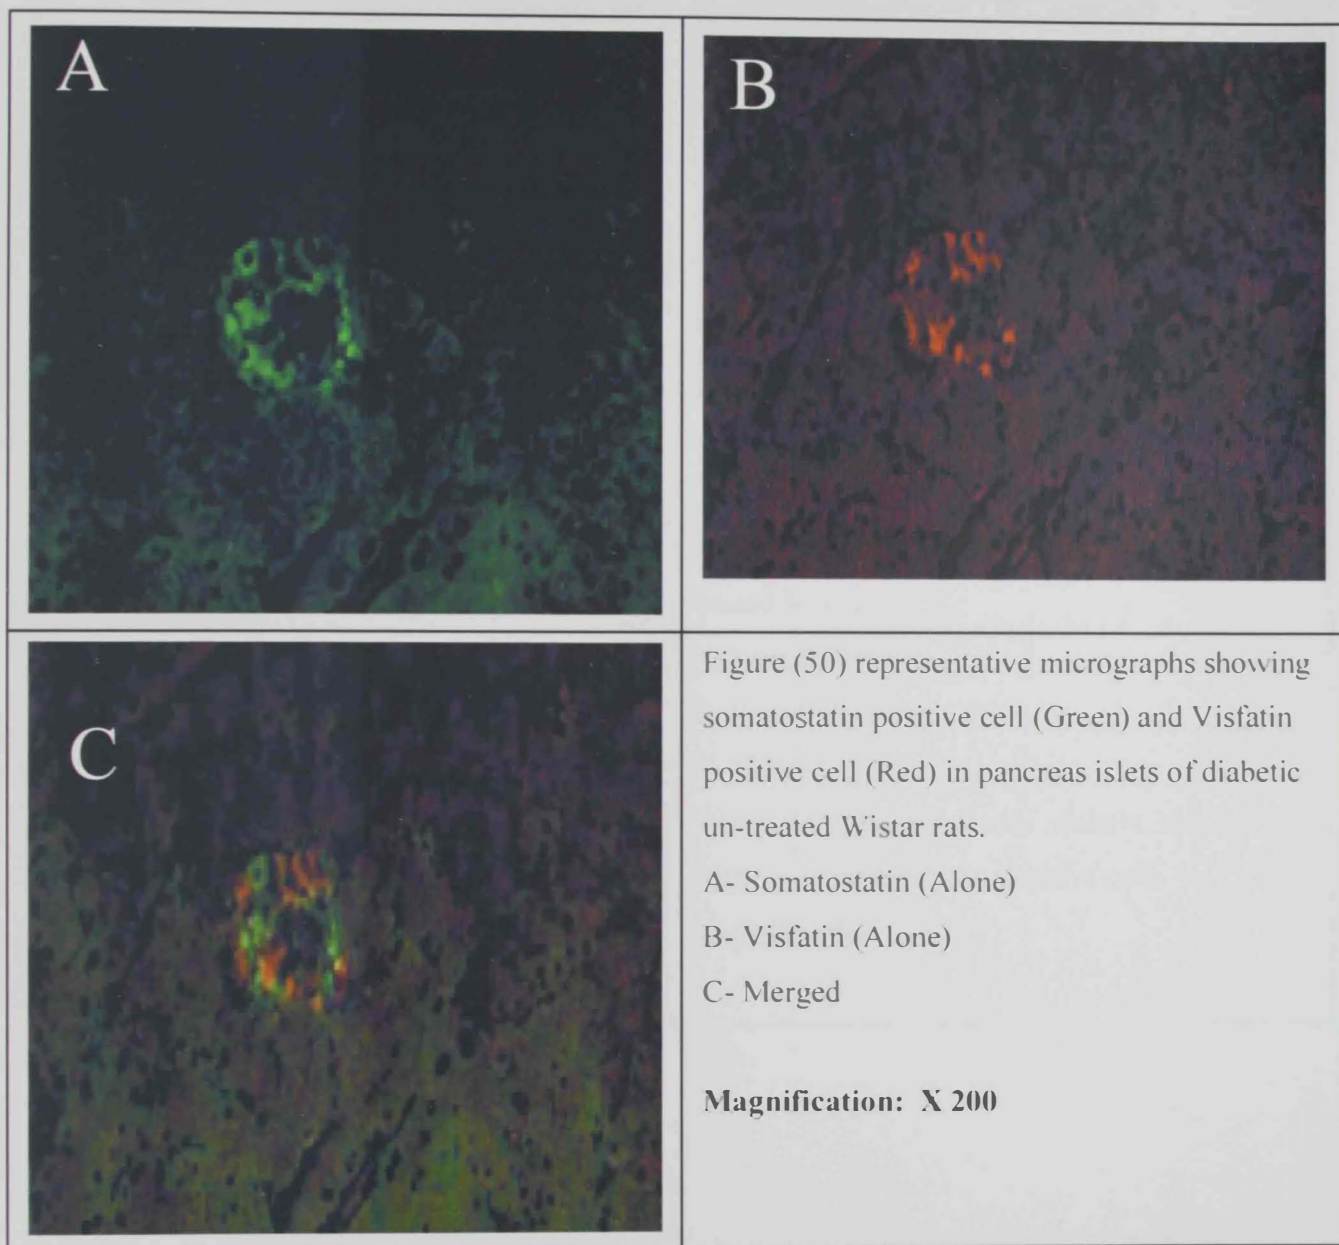 A
B
C
Figure (50) representative micrographs showing
somatostatin positive cell (Green) and Visfatin
positive cell (Red) in pancreas islets of diabetic
un-treated Wistar rats.
A- Somatostatin (Alone)
B- Visfatin (Alone)
C- Merged
Magnification: X 200